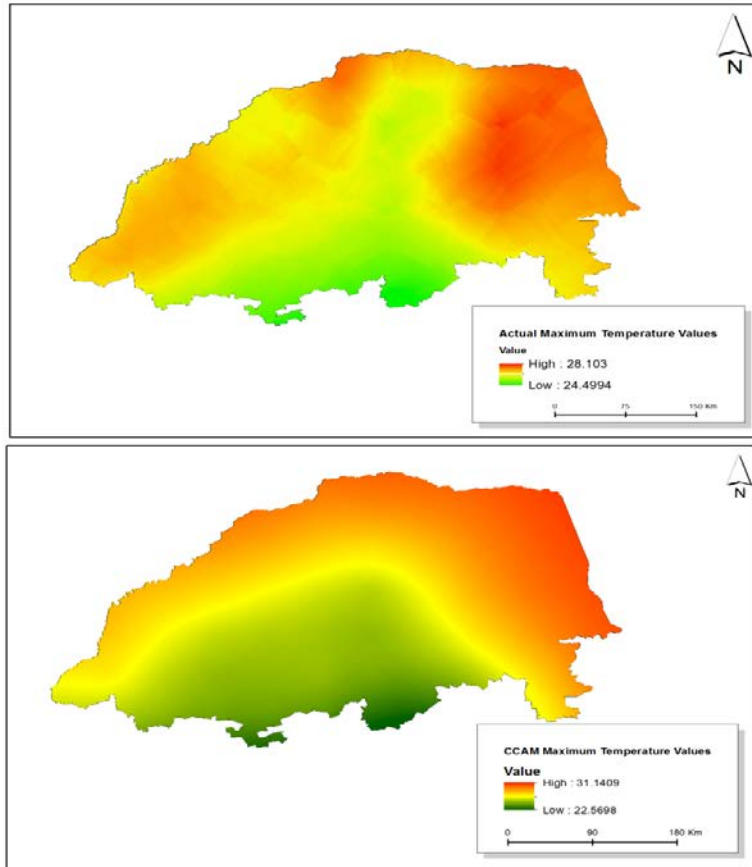 N
Actual Maximum Temperature Values
Value
High : 28.103
Low : 24.4994
0 75 150 Km
N
CCAM Maximum Temperature Values
Value
High : 31.1409
Low : 22.5698
0 90 180 Km